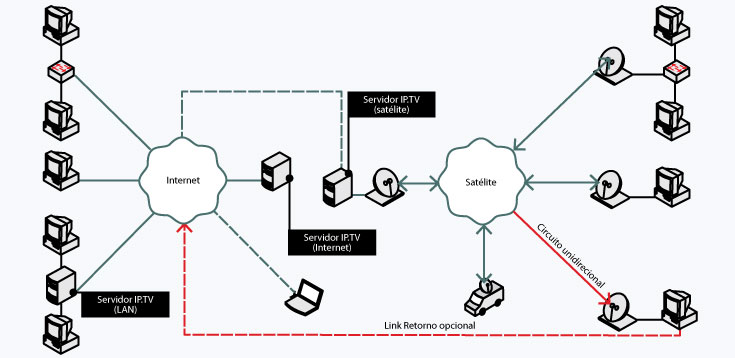 Servidor IP.TV
(satélite)
Internet
Satélite
Servidor IP.TV
(Internet)
Circuito unidirecional
Servidor IP.TV
(LAN)
Link Retorno opcional